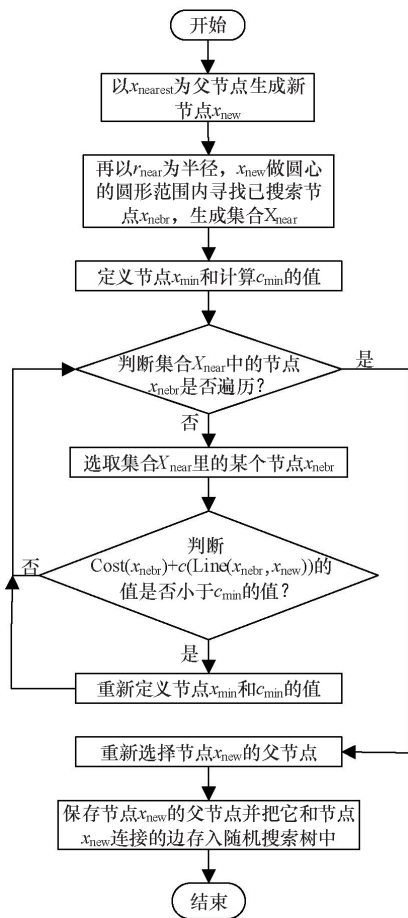 开始
以xnearest为父节点生成新
节点xnew
再以rnear为半径，xnew做圆心
的圆形范围内寻找已搜索节
点xnebr，生成集合Xnear
定义节点xmin和计算cmin的值
判断集合Xnear中的节点
xnebr是否遍历？
是
否
选取集合Xnear里的某个节点xnebr
判断
Cost(xnebr)+c(Line(xnebr,xnew))的
值是否小于cmin的值？
否
是
重新定义节点xmin和cmin的值
重新选择节点xnew的父节点
保存节点xnew的父节点并把它和节点
xnew连接的边存入随机搜索树中
结束